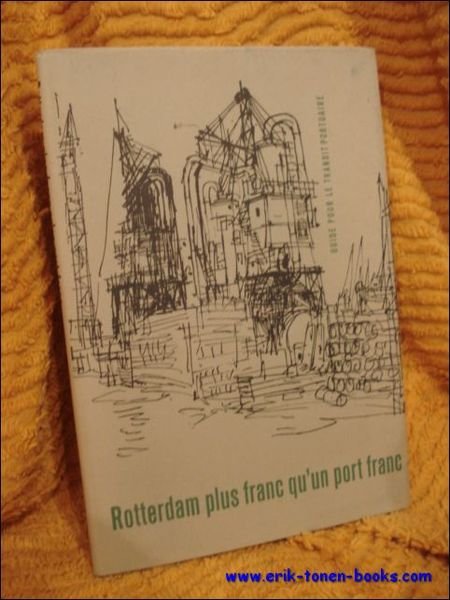 GUIDE POUR LE TRANSIT PORTUAIRE
Rotterdam plus franc qu'un port franc
www.erik-tonen-books.com